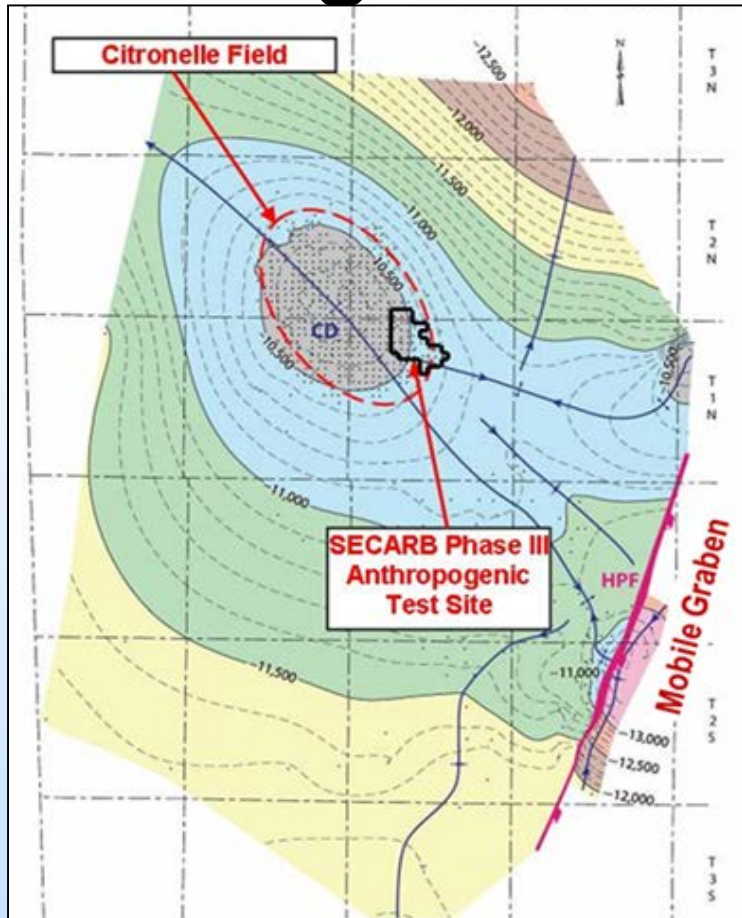 Citronelle Field
N
-12,500
T
3
N
-12,000
-11,500
-11,000
T
2
N
-10,500
CD
-10,500
-10,500
T
1
N
-11,000
SECARB Phase III
Anthropogenic
Test Site
HPF
Mobile Graben
-11,000
-11,500
T
2
S
-13,000
-12,500
-12,000
T
3
S